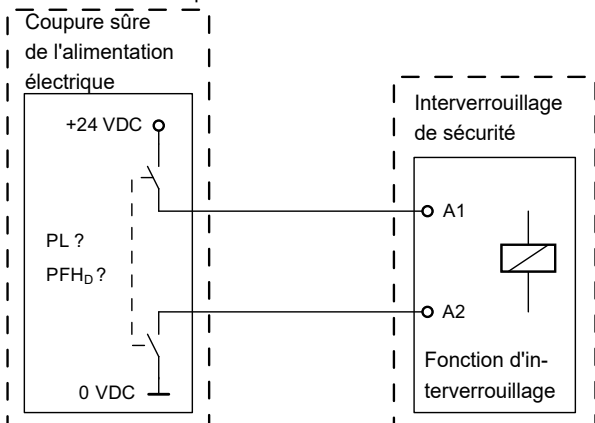 Coupure sûre
de l'alimentation
électrique
+24 VDC
PL ?
PFHD ?
0 VDC
Interverrouillage
de sécurité
A1
A2
Fonction d'in-
terverrouillage